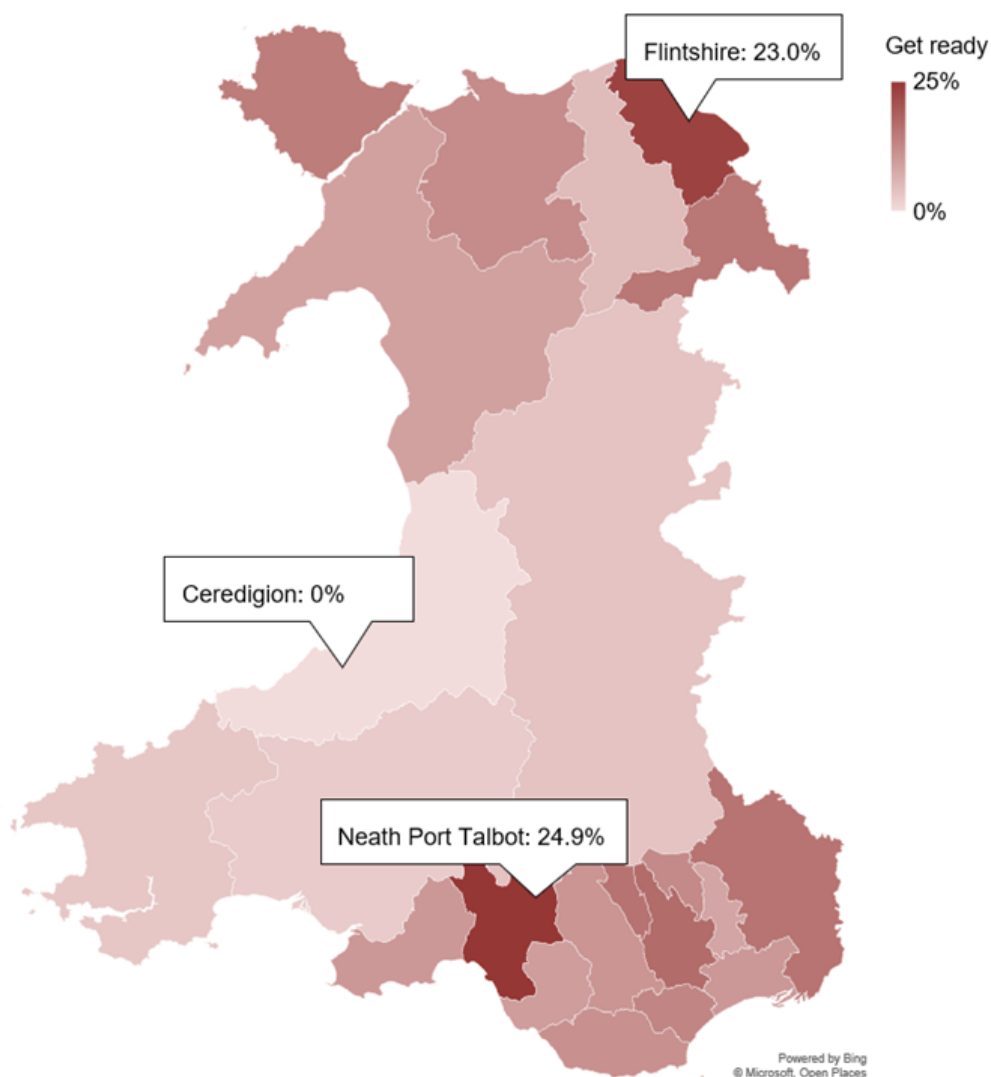 Flintshire: 23.0%
Get ready
25%
0%
Ceredigion: 0%
Neath Port Talbot: 24.9%
Powered by Bing
© Microsoft, Open Places